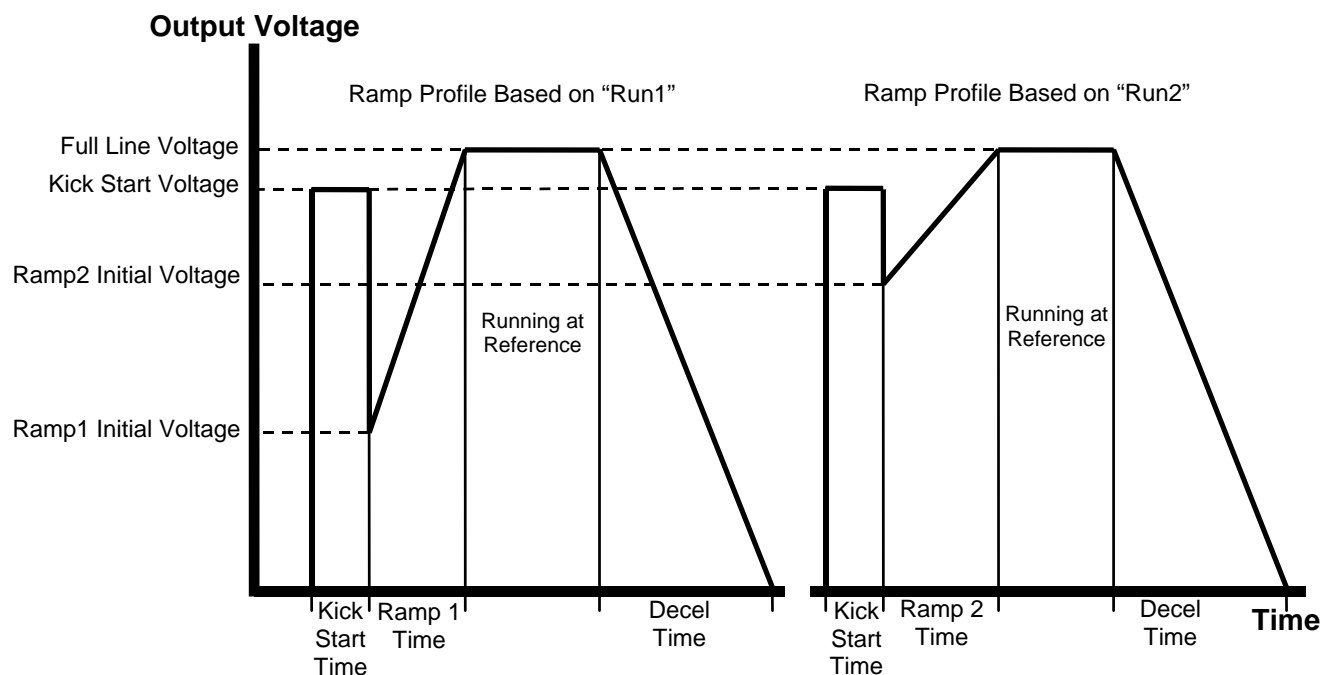 Output Voltage
Ramp Profile Based on “Run1”
Ramp Profile Based on “Run2”
Full Line Voltage
Kick Start Voltage
Ramp2 Initial Voltage
Ramp1 Initial Voltage
Running at
Reference
Running at
Reference
Kick
Start
Time
Ramp 1
Time
Decel
Time
Kick
Start
Time
Ramp 2
Time
Decel
Time
Time